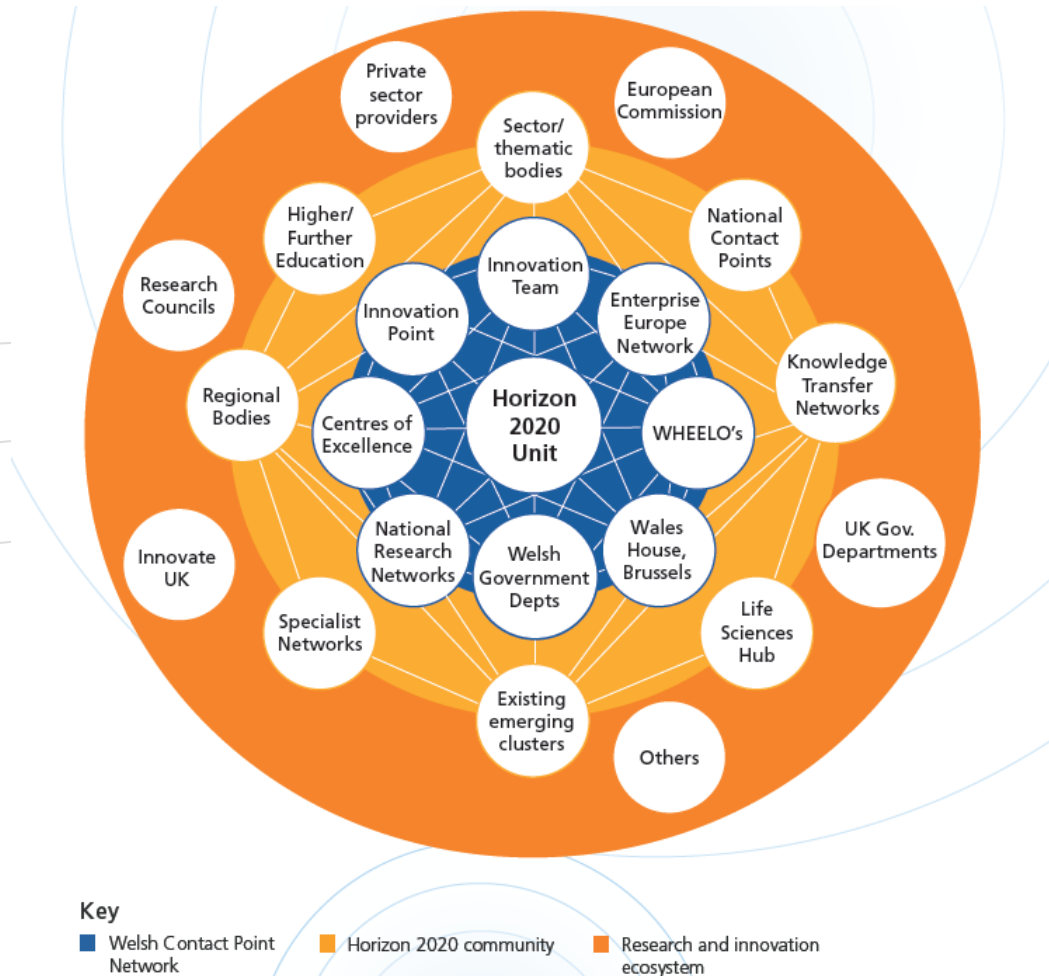 Private
sector
providers
European
Commission
Sector/
thematic
bodies
Higher/
Further
Education
National
Contact
Points
Research
Councils
Innovation
Team
Innovation
Point
Enterprise
Europe
Network
Knowledge
Transfer
Networks
Regional
Bodies
Centres of
Excellence
Horizon
2020
Unit
WHEELO's
National
Research
Networks
Welsh
Government
Depts
Wales
House,
Brussels
UK Gov.
Departments
Innovate
UK
Specialist
Networks
Life
Sciences
Hub
Existing
emerging
clusters
Others
Key
Welsh Contact Point
Network
Horizon 2020 community
Research and innovation
ecosystem